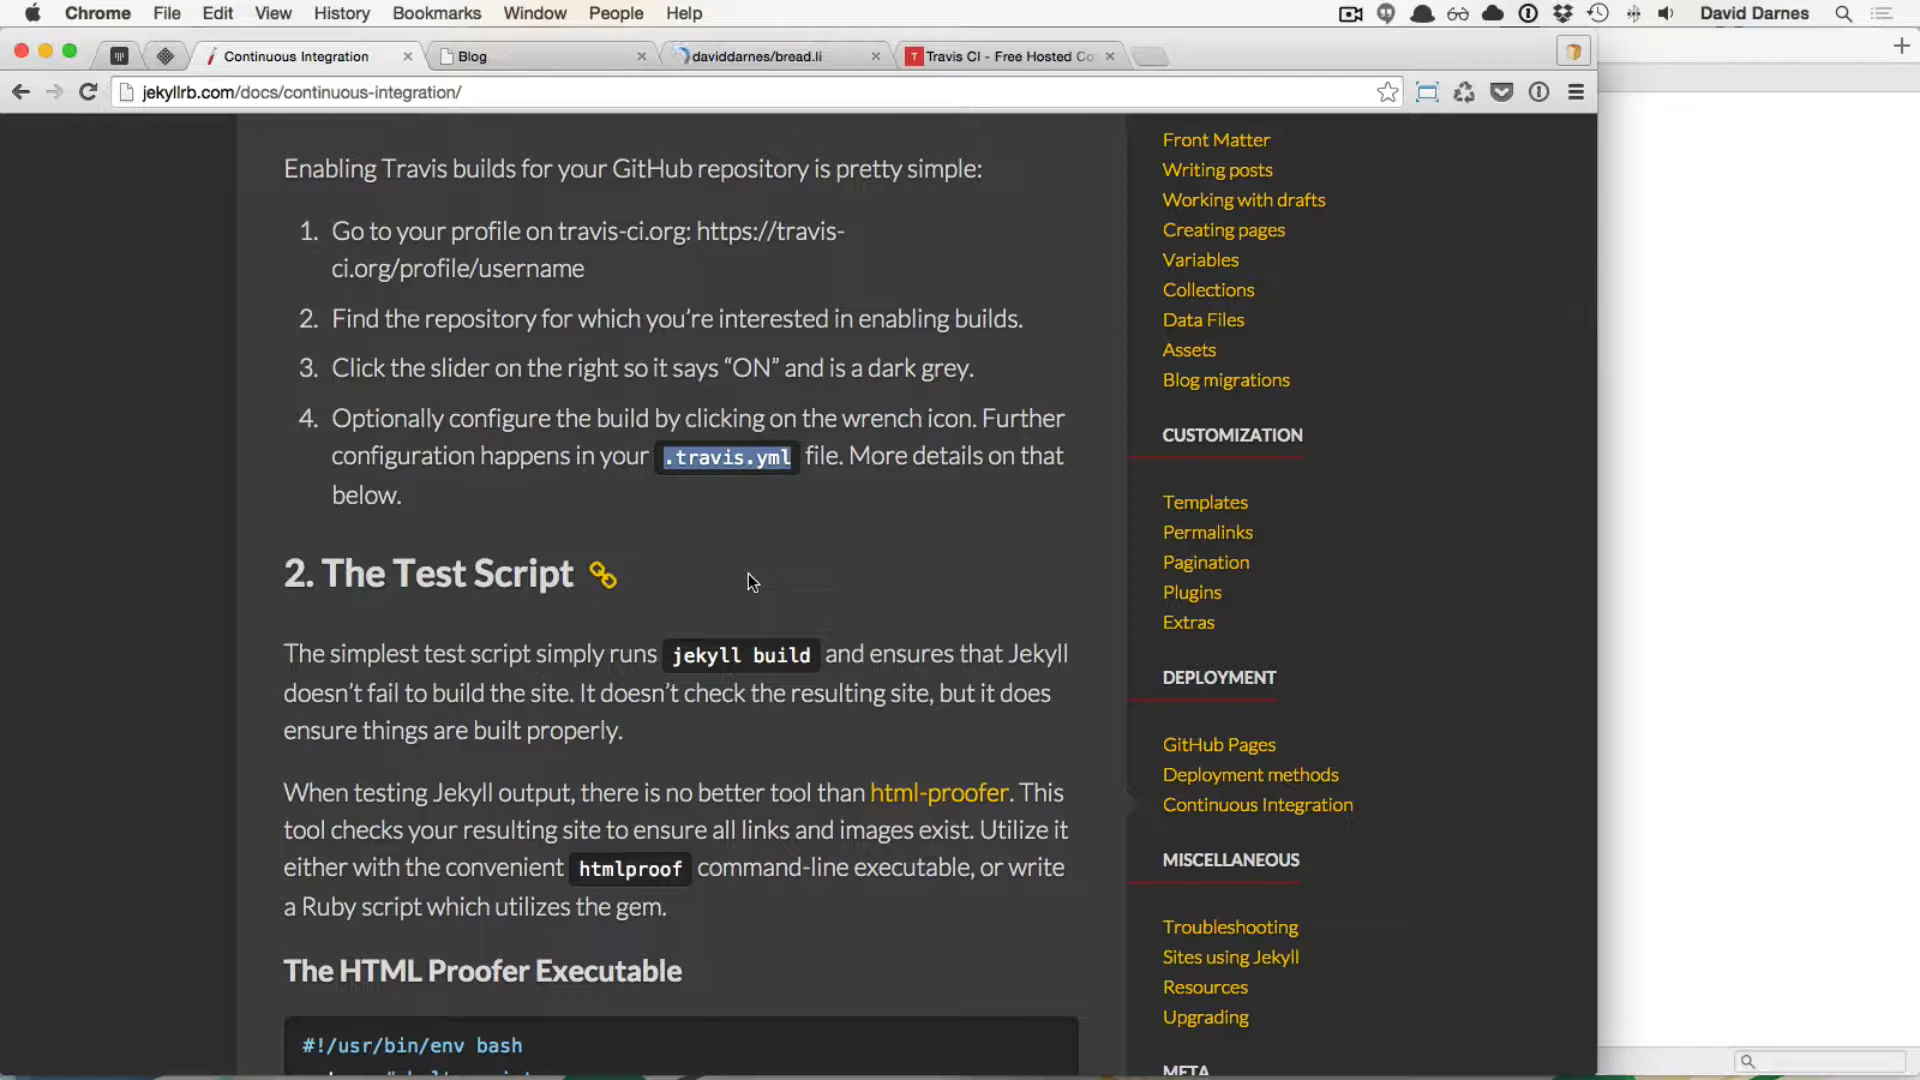 Chrome File Edit View History Bookmarks Window People Help David Darnes
Continuous Integration Blog daviddarnes/bread.li Travis CI - Free Hosted Co
jekyllrb.com/docs/continuous-integration/
Enabling Travis builds for your GitHub repository is pretty simple:
1. Go to your profile on travis-ci.org: https://travis-
ci.org/profile/username
2. Find the repository for which you’re interested in enabling builds.
3. Click the slider on the right so it says “ON” and is a dark grey.
4. Optionally configure the build by clicking on the wrench icon. Further
configuration happens in your .travis.yml file. More details on that
below.
2. The Test Script
The simplest test script simply runs jekyll build and ensures that Jekyll
doesn’t fail to build the site. It doesn’t check the resulting site, but it does
ensure things are built properly.
When testing Jekyll output, there is no better tool than html-proofer. This
tool checks your resulting site to ensure all links and images exist. Utilize it
either with the convenient htmlproof command-line executable, or write
a Ruby script which utilizes the gem.
The HTML Proofer Executable
#!/usr/bin/env bash
Front Matter
Writing posts
Working with drafts
Creating pages
Variables
Collections
Data Files
Assets
Blog migrations
CUSTOMIZATION
Templates
Permalinks
Pagination
Plugins
Extras
DEPLOYMENT
GitHub Pages
Deployment methods
Continuous Integration
MISCELLANEOUS
Troubleshooting
Sites using Jekyll
Resources
Upgrading
META